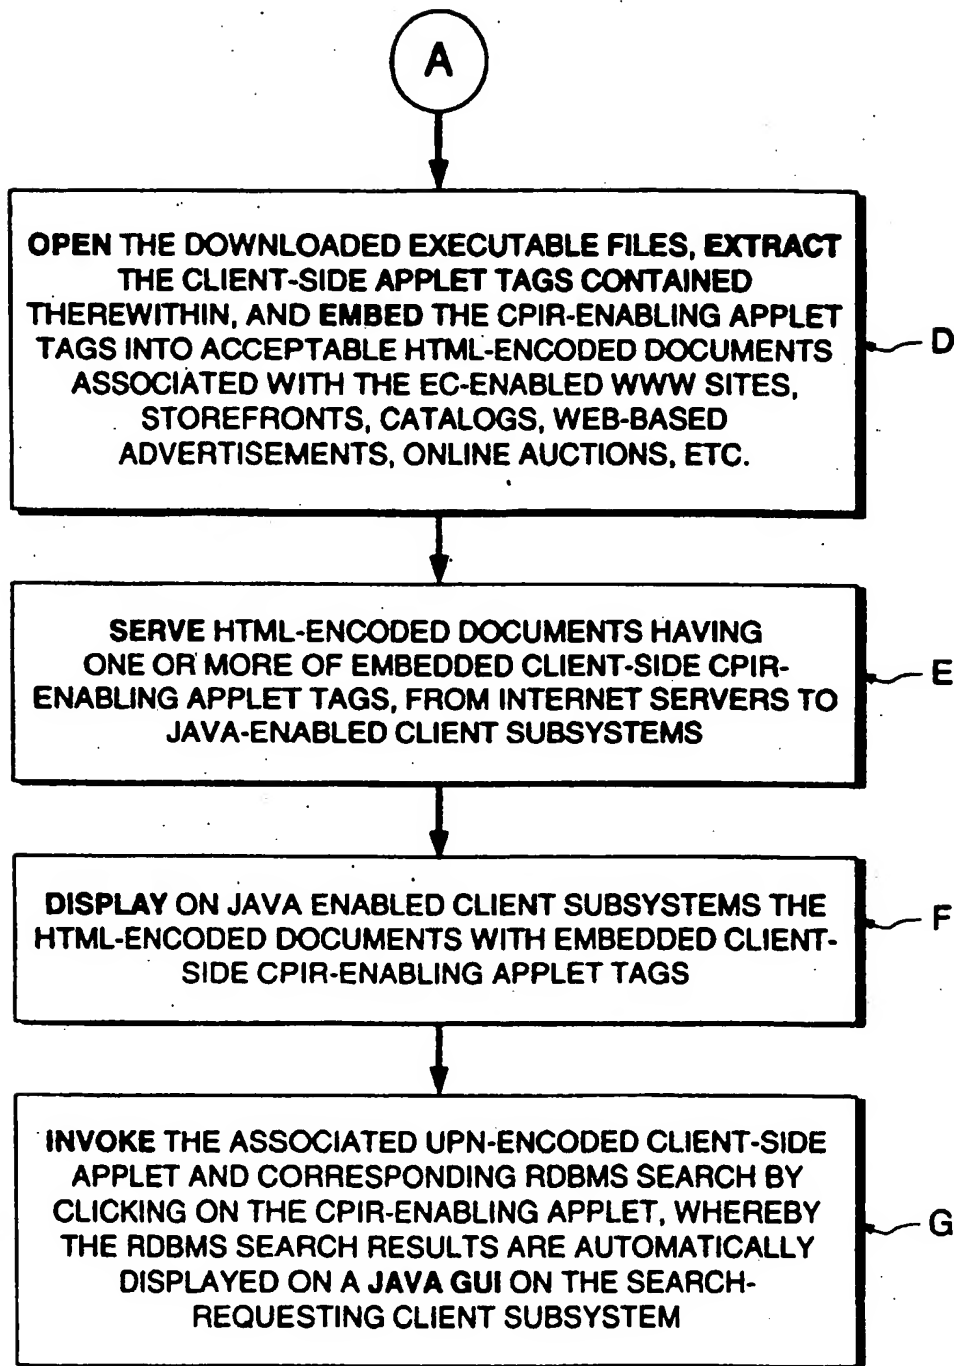 A
OPEN THE DOWNLOADED EXECUTABLE FILES, EXTRACT
THE CLIENT-SIDE APPLET TAGS CONTAINED
THEREWITHIN, AND EMBED THE CPIR-ENABLING APPLET
TAGS INTO ACCEPTABLE HTML-ENCODED DOCUMENTS
ASSOCIATED WITH THE EC-ENABLED WWW SITES,
STOREFRONTS, CATALOGS, WEB-BASED
ADVERTISEMENTS, ONLINE AUCTIONS, ETC.
D
SERVE HTML-ENCODED DOCUMENTS HAVING
ONE OR MORE OF EMBEDDED CLIENT-SIDE CPIR-
ENABLING APPLET TAGS, FROM INTERNET SERVERS TO
JAVA-ENABLED CLIENT SUBSYSTEMS
E
DISPLAY ON JAVA ENABLED CLIENT SUBSYSTEMS THE
HTML-ENCODED DOCUMENTS WITH EMBEDDED CLIENT-
SIDE CPIR-ENABLING APPLET TAGS
F
INVOKE THE ASSOCIATED UPN-ENCODED CLIENT-SIDE
APPLET AND CORRESPONDING RDBMS SEARCH BY
CLICKING ON THE CPIR-ENABLING APPLET, WHEREBY
THE RDBMS SEARCH RESULTS ARE AUTOMATICALLY
DISPLAYED ON A JAVA GUI ON THE SEARCH-
REQUESTING CLIENT SUBSYSTEM
G